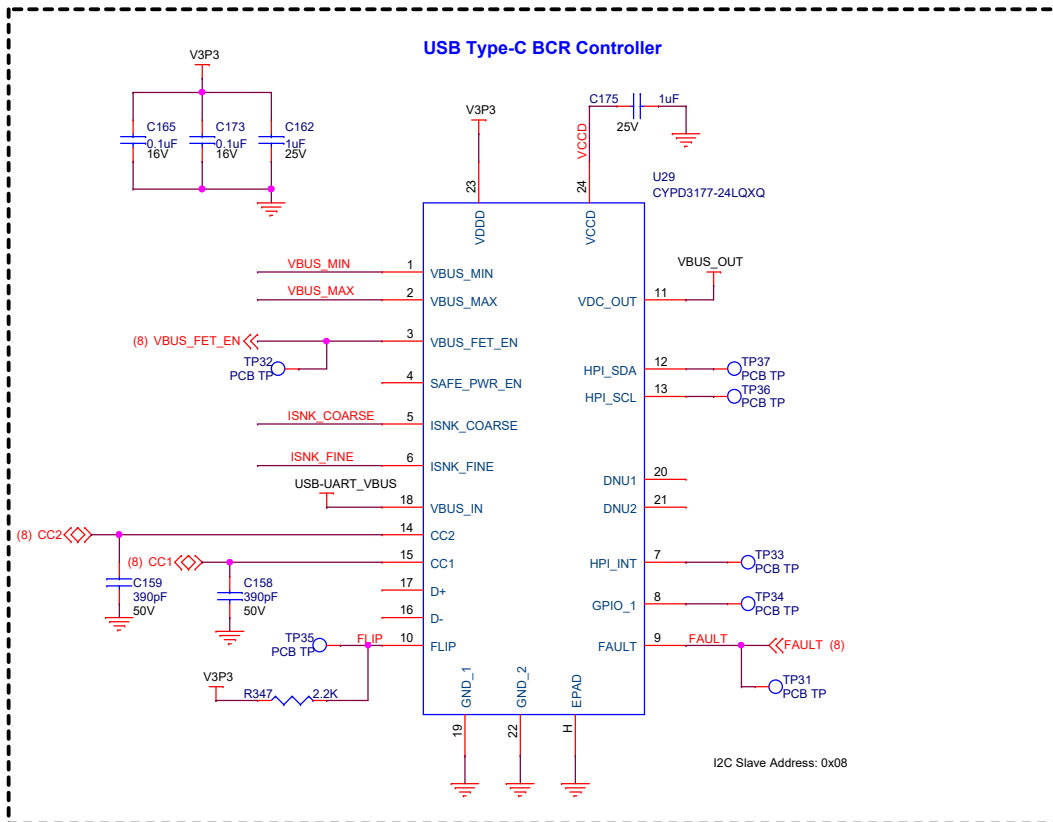 USB Type-C BCR Controller
V3P3
C165
0.1uF
16V
C173
0.1uF
16V
C162
1uF
25V
V3P3
23
VDDD
C175
1uF
25V
VCCD
24
VCCD
U29
CYPD3177-24LQXQ
VBUS_MIN
1
VBUS_MIN
VBUS_MAX
2
VBUS_MAX
(8) VBUS_FET_EN
3
VBUS_FET_EN
TP32
PCB TP
4
SAFE_PWR_EN
ISNK_COARSE
5
ISNK_COARSE
ISNK_FINE
6
ISNK_FINE
USB-UART_VBUS
18
VBUS_IN
(8) CC2
14
CC2
(8) CC1
15
CC1
C159
390pF
50V
C158
390pF
50V
17
D+
16
D-
TP35
PCB TP
FLIP
10
FLIP
V3P3
R347
2.2K
VBUS_OUT
VDC_OUT
11
HPI_SDA
12
TP37
PCB TP
HPI_SCL
13
TP36
PCB TP
DNU1
20
DNU2
21
HPI_INT
7
TP33
PCB TP
GPIO_1
8
TP34
PCB TP
FAULT
9
FAULT
FAULT (8)
TP31
PCB TP
GND_1
19
GND_2
22
EPAD
H
I2C Slave Address: 0x08